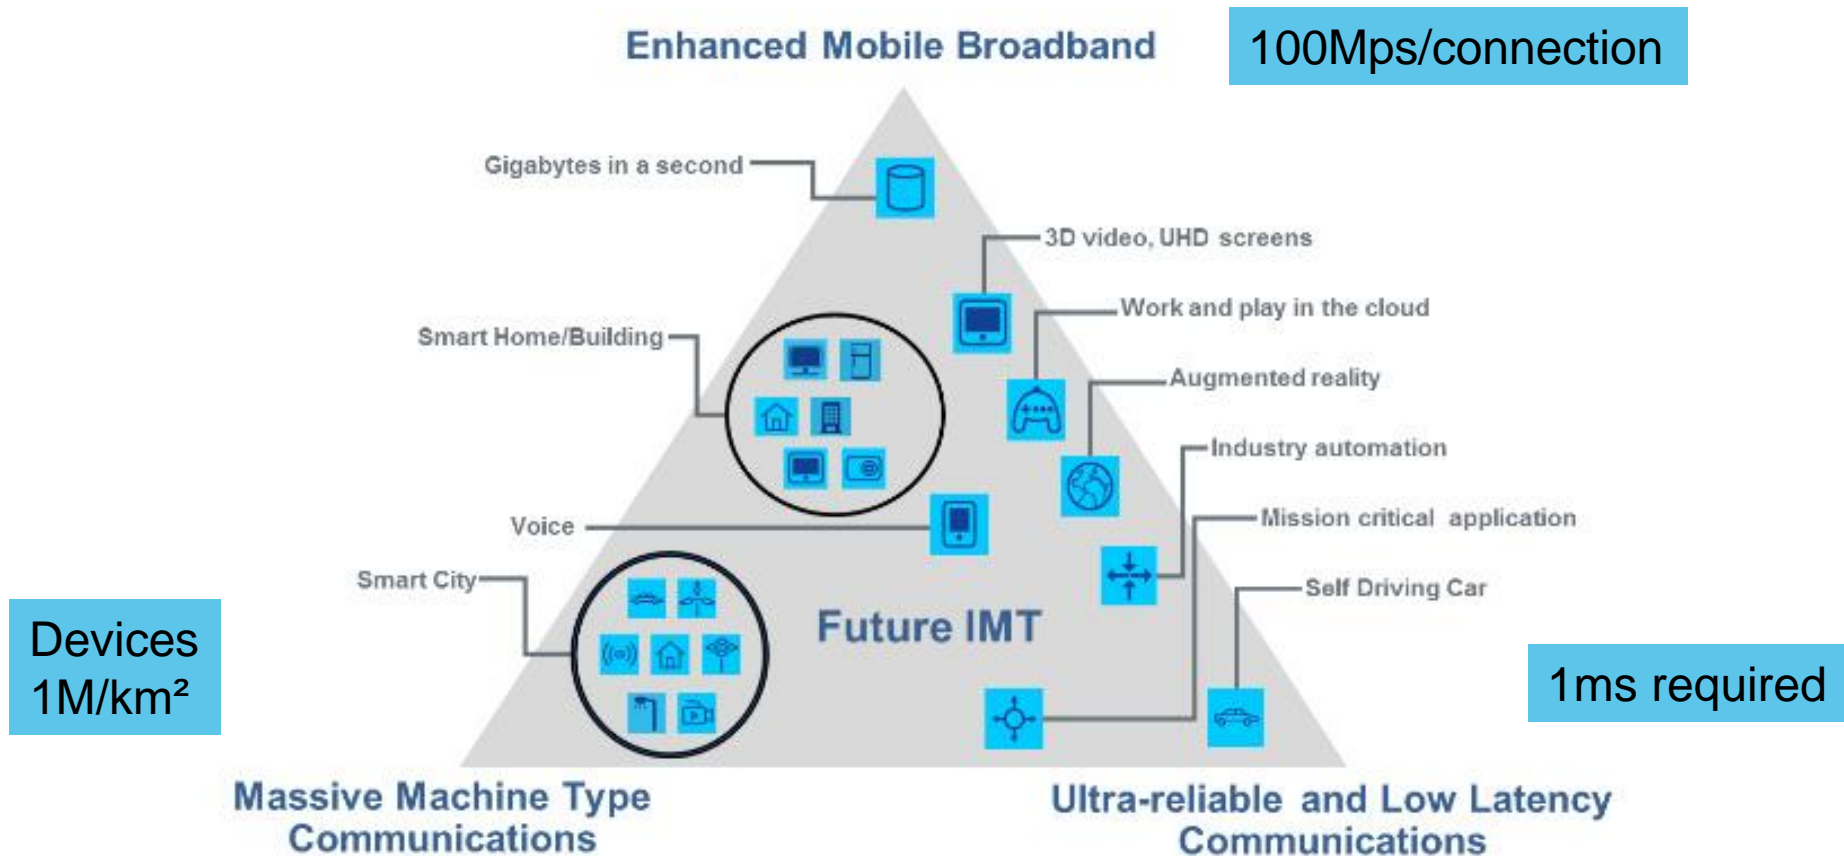 Enhanced Mobile Broadband
100Mps/connection
Gigabytes in a second
3D video, UHD screens
Work and play in the cloud
Smart Home/Building
Augmented reality
Industry automation
Mission critical application
Voice
Smart City
Self Driving Car
Future IMT
Devices
1M/km²
1ms required
Massive Machine Type
Communications
Ultra-reliable and Low Latency
Communications